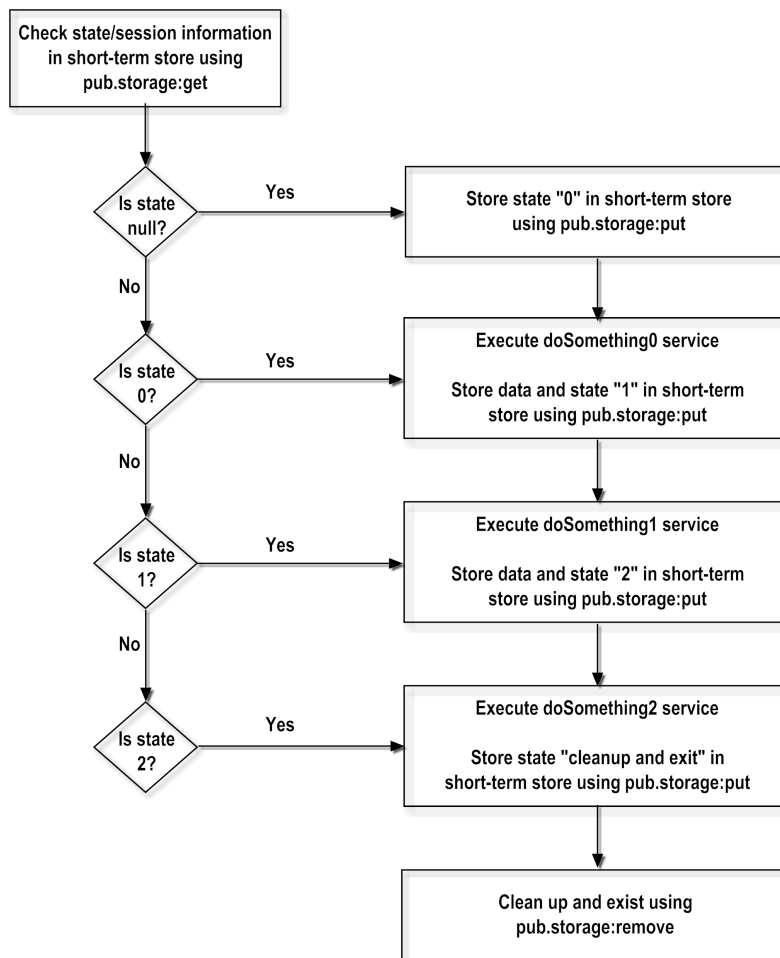 Check state/session information
in short-term store using
pub.storage:get
Is state
null?
Yes
Store state "0" in short-term store
using pub.storage:put
No
Is state
0?
Yes
Execute doSomething0 service
Store data and state "1" in short-term
store using pub.storage:put
No
Is state
1?
Yes
Execute doSomething1 service
Store data and state "2" in short-term
store using pub.storage:put
No
Is state
2?
Yes
Execute doSomething2 service
Store state "cleanup and exit" in
short-term store using pub.storage:put
Clean up and exist using
pub.storage:remove